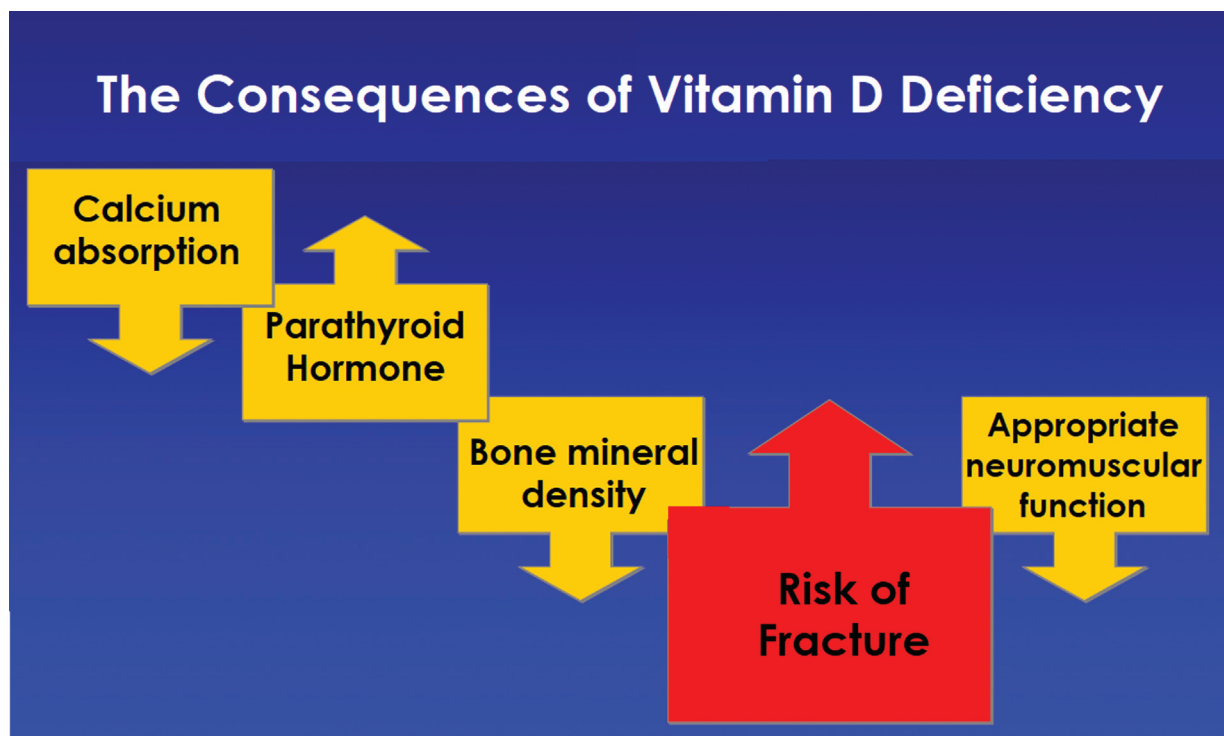 The Consequences of Vitamin D Deficiency
Calcium
absorption
Parathyroid
Hormone
Bone mineral
density
Risk of
Fracture
Appropriate
neuromuscular
function